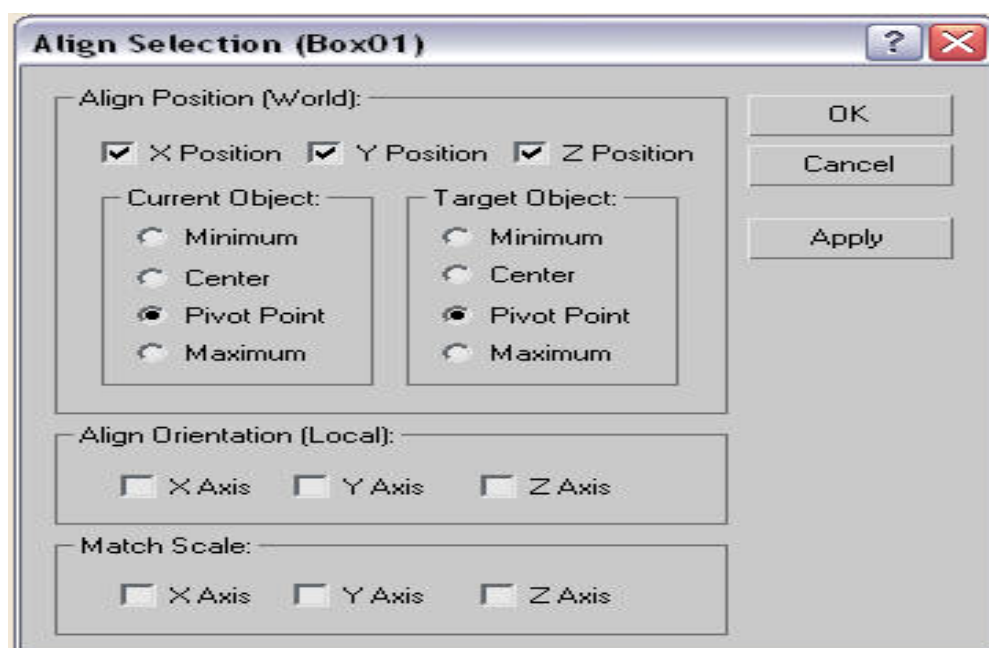 Align Selection (Box01)
?
Align Position (World):
X Position Y Position Z Position
Current Object:
Minimum
Center
Pivot Point
Maximum
Target Object:
Minimum
Center
Pivot Point
Maximum
Align Orientation (Local):
X Axis Y Axis Z Axis
Match Scale:
X Axis Y Axis Z Axis
OK
Cancel
Apply